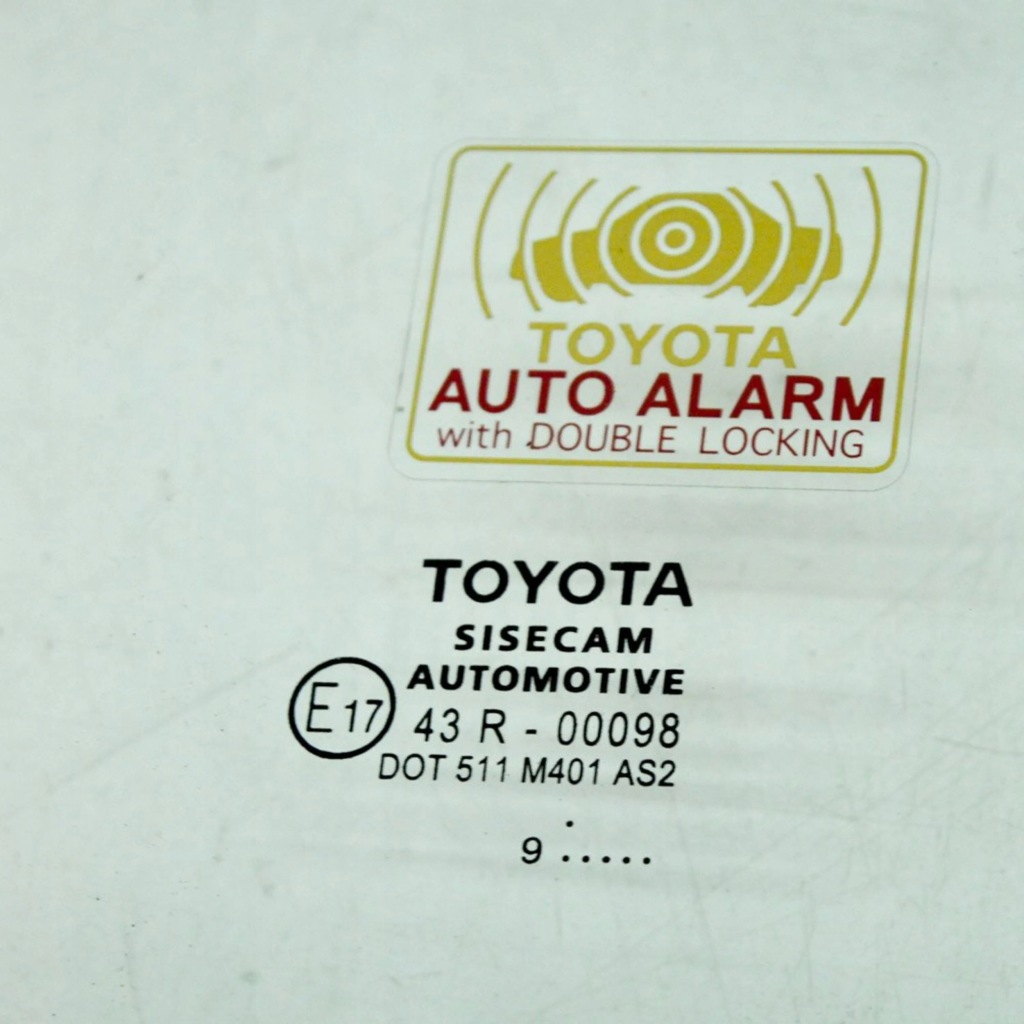 TOYOTA
AUTO ALARM
with DOUBLE LOCKING
TOYOTA
SISECAM
AUTOMOTIVE
E17 43 R - 00098
DOT 511 M401 AS2
.
9 .....